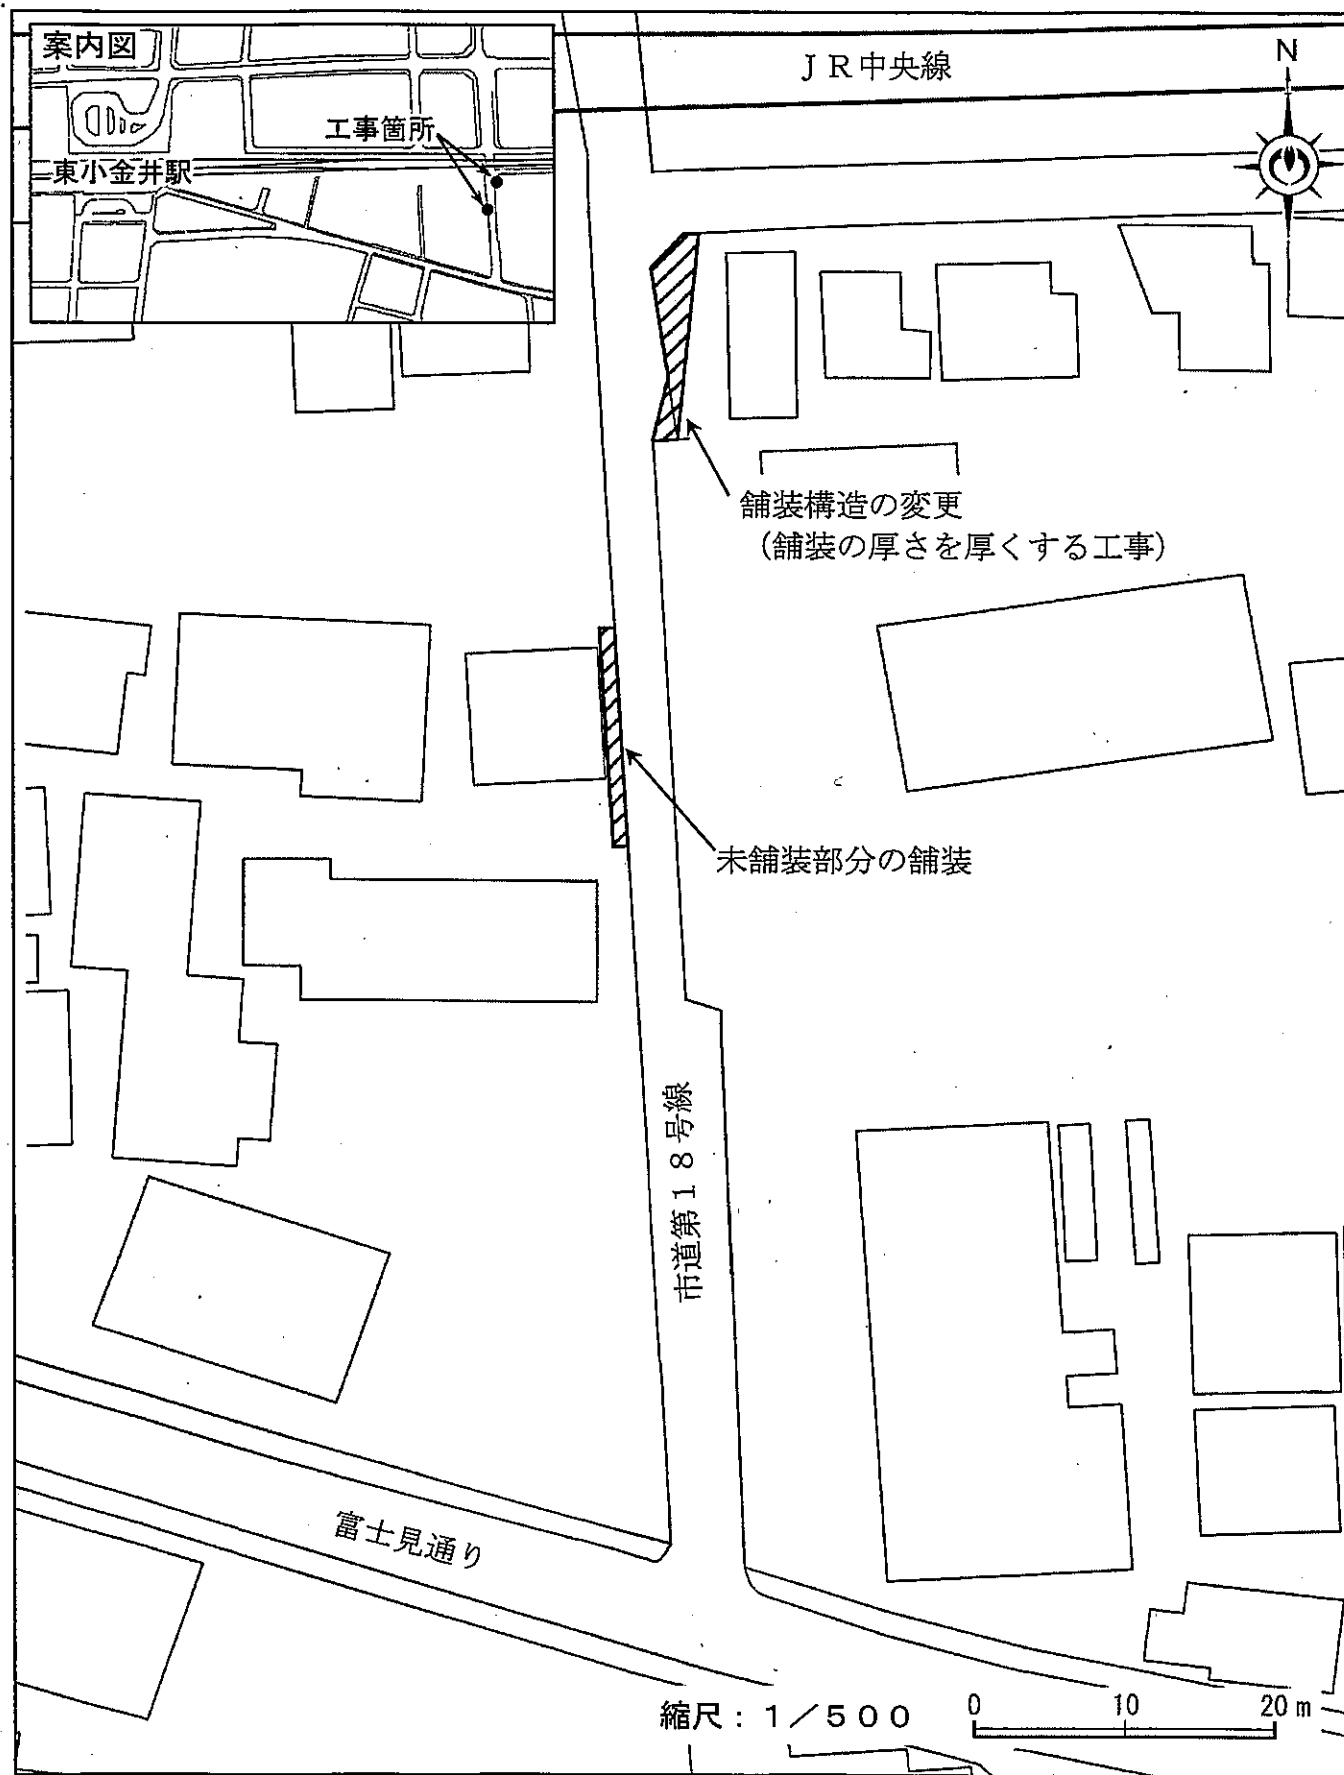 案内図
工事箇所
東小金井駅
ＪＲ中央線
N
舗装構造の変更
（舗装の厚さを厚くする工事）
未舗装部分の舗装
市道第１８号線
富士見通り
縮尺：１／５００
0 10 20 m